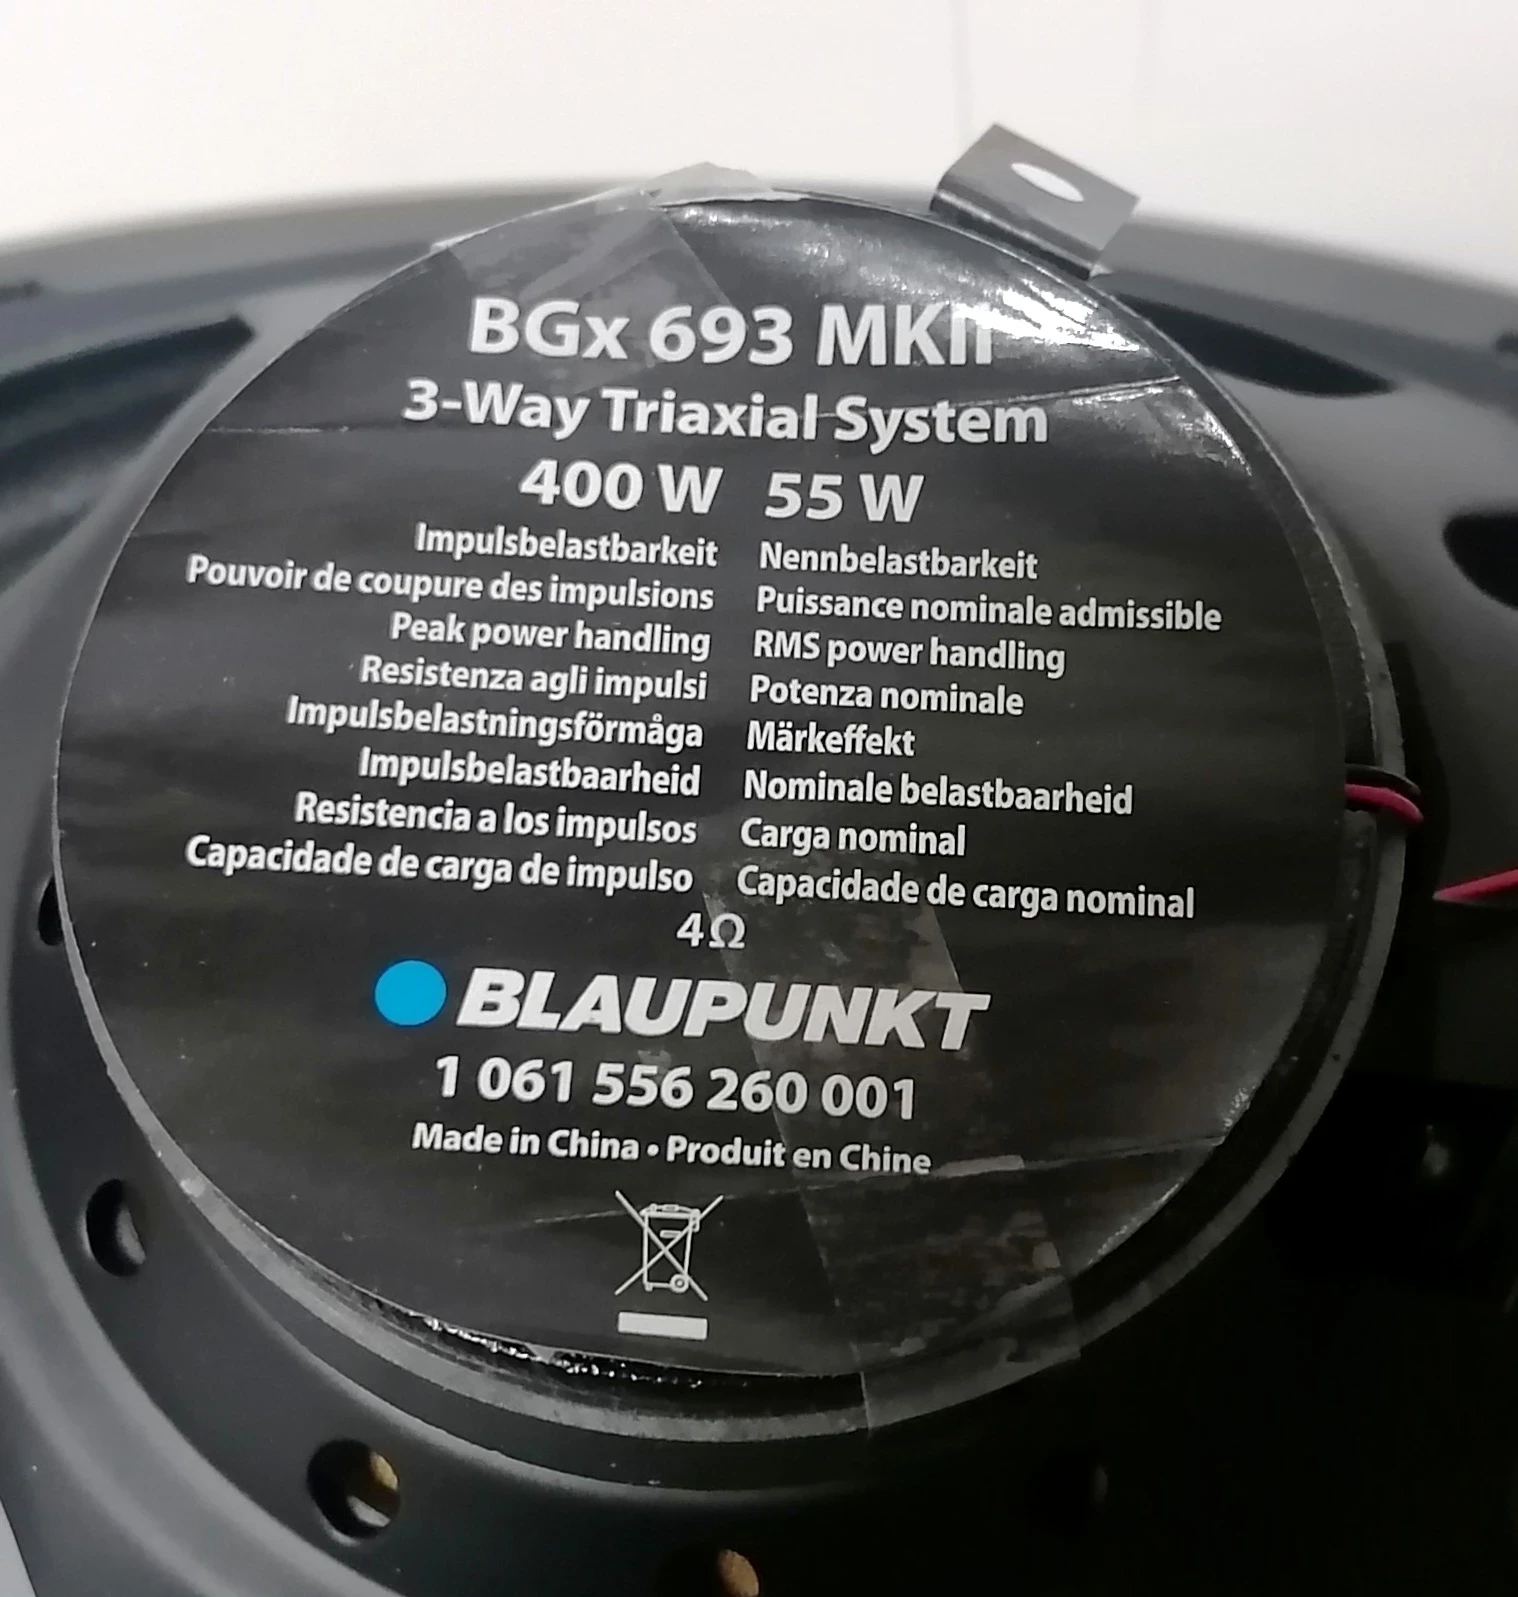 BGx 693 MKII
3-Way Triaxial System
400 W 55 W
Impulsbelastbarkeit Nennbelastbarkeit
Pouvoir de coupure des impulsions Puissance nominale admissible
Peak power handling RMS power handling
Resistenza agli impulsi Potenza nominale
Impulsbelastningsförmåga Märkeffekt
Impulsbelastbaarheid Nominale belastbaarheid
Resistencia a los impulsos Carga nominal
Capacidade de carga de impulso Capacidade de carga nominal
4Ω
BLAUPUNKT
1 061 556 260 001
Made in China • Produit en Chine